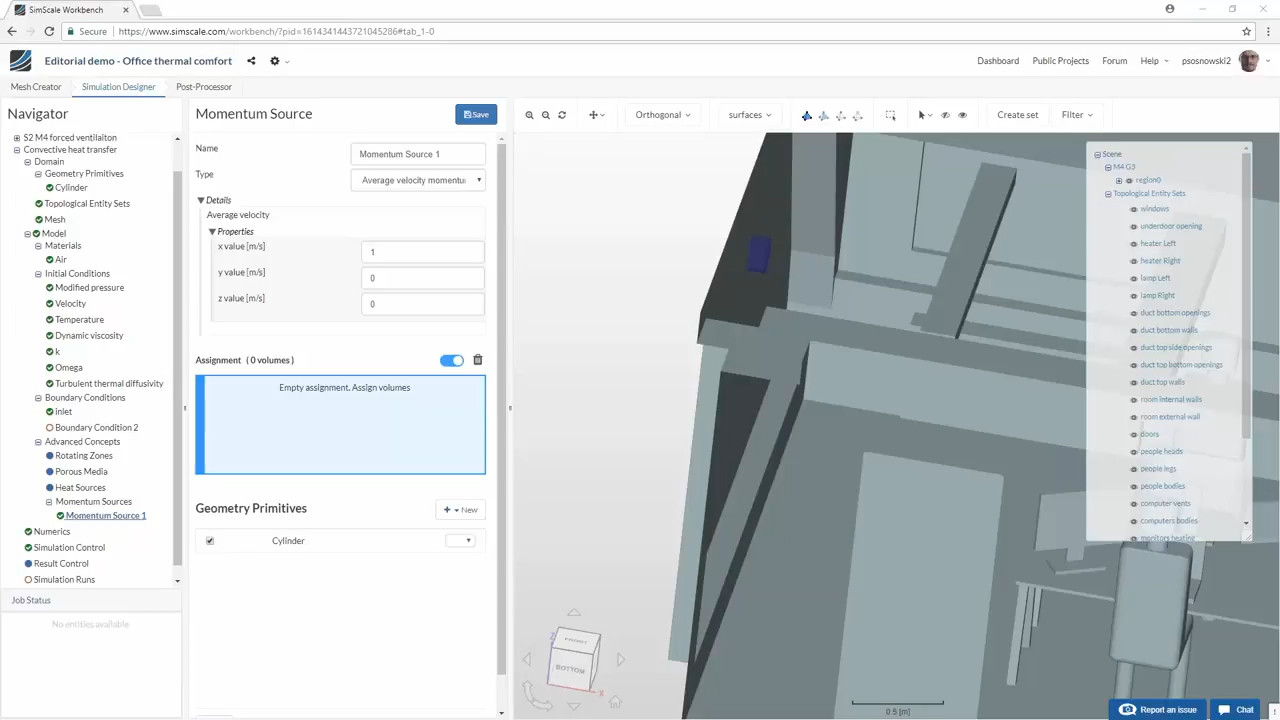 SimScale Workbench
Secure
https://www.simscale.com/workbench/?pid=1614341443721045286#tab_1-0
Editorial demo - Office thermal comfort
Dashboard
Public Projects
Forum
Help
psosnowski2
Mesh Creator
Simulation Designer
Post-Processor
Navigator
S2 M4 forced ventilaiton
Convective heat transfer
Domain
Geometry Primitives
Cylinder
Topological Entity Sets
Mesh
Model
Materials
Air
Initial Conditions
Modified pressure
Velocity
Temperature
Dynamic viscosity
k
Omega
Turbulent thermal diffusivity
Boundary Conditions
inlet
Boundary Condition 2
Advanced Concepts
Rotating Zones
Porous Media
Heat Sources
Momentum Sources
Momentum Source 1
Numerics
Simulation Control
Result Control
Simulation Runs
Job Status
No entities available
Momentum Source
Save
Name
Momentum Source 1
Type
Average velocity momentu
Details
Average velocity
Properties
x value [m/s]
1
y value [m/s]
0
z value [m/s]
0
Assignment ( 0 volumes )
Empty assignment. Assign volumes
Geometry Primitives
New
Cylinder
Orthogonal
surfaces
Create set
Filter
Scene
M4 G3
region0
Topological Entity Sets
windows
underdoor opening
heater Left
heater Right
lamp Left
lamp Right
duct bottom openings
duct bottom walls
duct top side openings
duct top bottom openings
duct top walls
room internal walls
room external wall
doors
people heads
people legs
people bodies
computer vents
computers bodies
monitors heating
FRONT
BOTTOM
Z
X
0.5 [m]
Report an issue
Chat